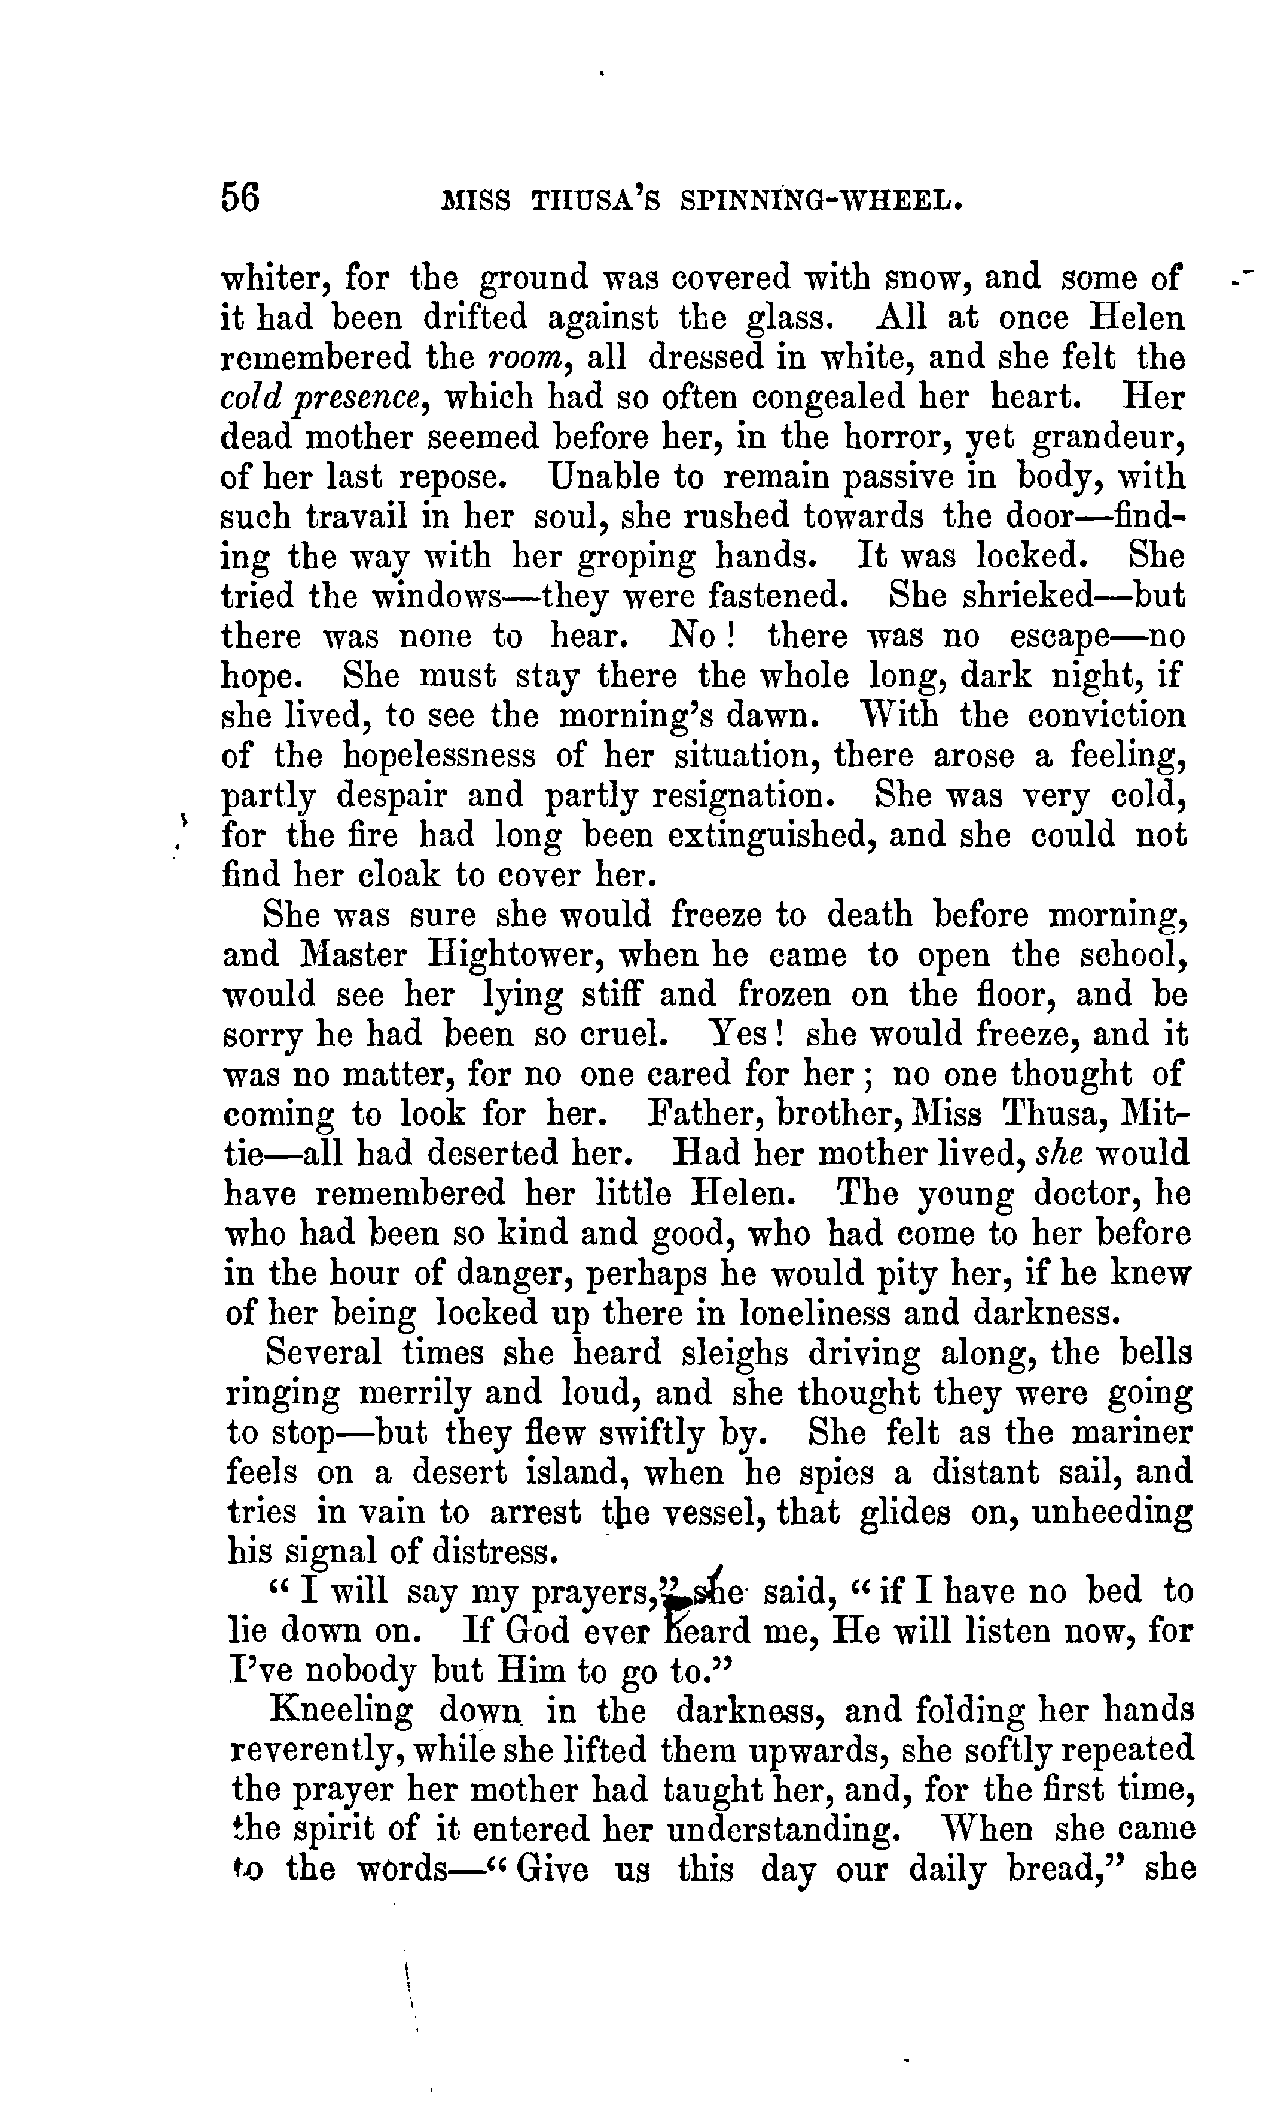 56 MISS THUSA'S SPINNING-WHEEL.
whiter, for the ground was covered with snow, and some of
it had been drifted against the glass. All at once Helen
remembered the room, all dressed in white, and she felt the
cold presence, which had so often congealed her heart. Her
dead mother seemed before her, in the horror, yet grandeur,
of her last repose. Unable to remain passive in body, with
such travail in her soul, she rushed towards the door—find-
ing the way with her groping hands. It was locked. She
tried the windows—they were fastened. She shrieked—but
there was none to hear. No! there was no escape—no
hope. She must stay there the whole long, dark night, if
she lived, to see the morning's dawn. With the conviction
of the hopelessness of her situation, there arose a feeling,
partly despair and partly resignation. She was very cold,
for the fire had long been extinguished, and she could not
find her cloak to cover her.
She was sure she would freeze to death before morning,
and Master Hightower, when he came to open the school,
would see her lying stiff and frozen on the floor, and be
sorry he had been so cruel. Yes! she would freeze, and it
was no matter, for no one cared for her; no one thought of
coming to look for her. Father, brother, Miss Thusa, Mit-
tie—all had deserted her. Had her mother lived, she would
have remembered her little Helen. The young doctor, he
who had been so kind and good, who had come to her before
in the hour of danger, perhaps he would pity her, if he knew
of her being locked up there in loneliness and darkness.
Several times she heard sleighs driving along, the bells
ringing merrily and loud, and she thought they were going
to stop—but they flew swiftly by. She felt as the mariner
feels on a desert island, when he spies a distant sail, and
tries in vain to arrest the vessel, that glides on, unheeding
his signal of distress.
"I will say my prayers," she said, "if I have no bed to
lie down on. If God ever heard me, He will listen now, for
I've nobody but Him to go to."
Kneeling down in the darkness, and folding her hands
reverently, while she lifted them upwards, she softly repeated
the prayer her mother had taught her, and, for the first time,
the spirit of it entered her understanding. When she came
to the words—"Give us this day our daily bread," she